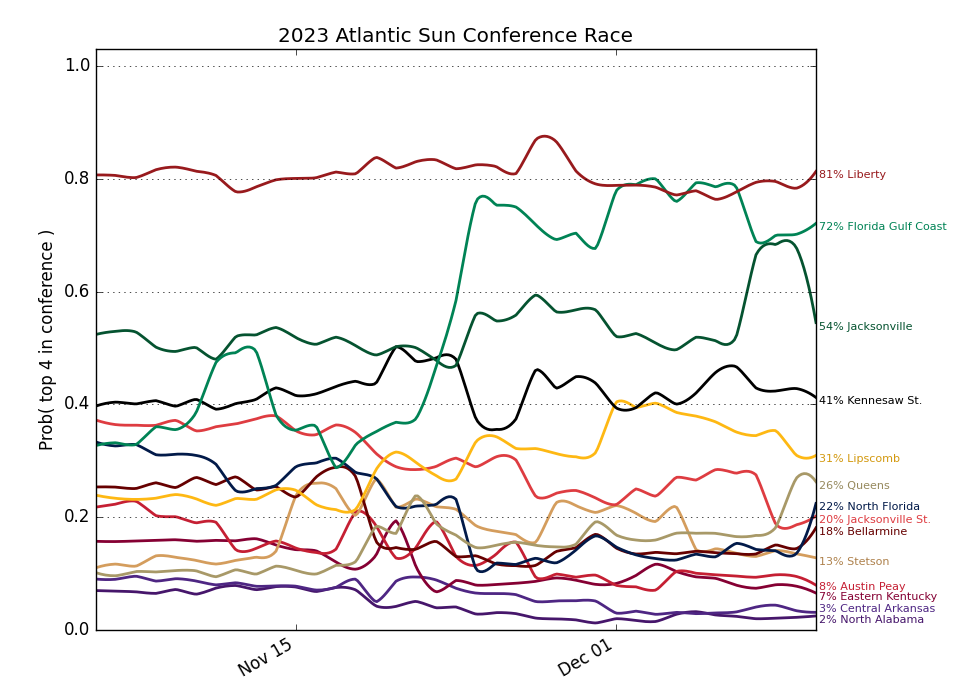 2023 Atlantic Sun Conference Race
Prob( top 4 in conference )
1.0
0.8
0.6
0.4
0.2
0.0
Nov 15
Dec 01
81% Liberty
72% Florida Gulf Coast
54% Jacksonville
41% Kennesaw St.
31% Lipscomb
26% Queens
22% North Florida
20% Jacksonville St.
18% Bellarmine
13% Stetson
8% Austin Peay
7% Eastern Kentucky
3% Central Arkansas
2% North Alabama